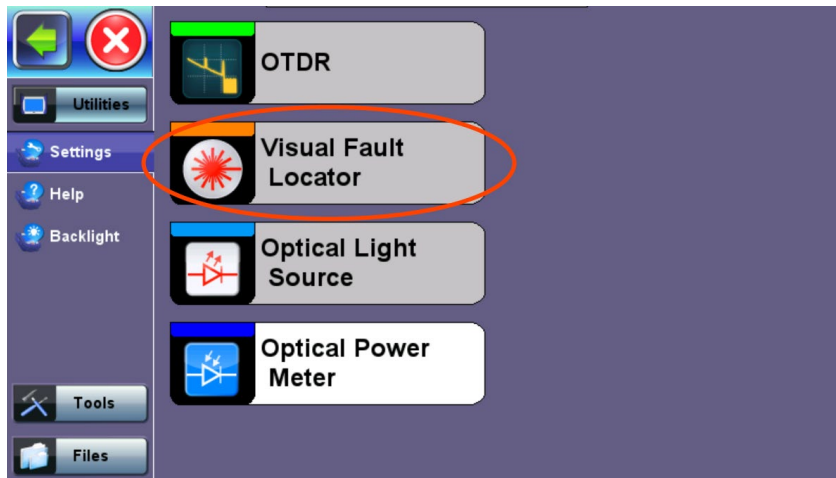 OTDR
Utilities
Visual Fault
Locator
Settings
Help
Backlight
Optical Light
Source
Optical Power
Meter
Tools
Files